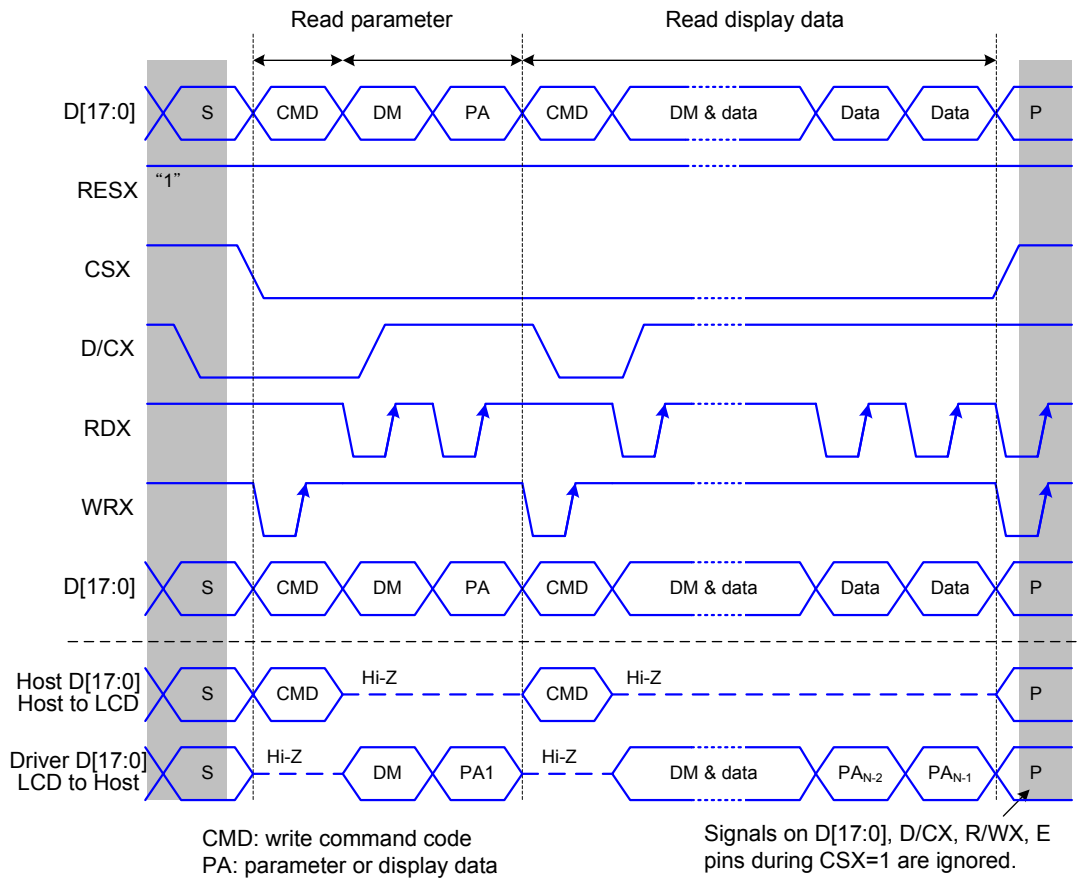 Read parameter
Read display data
D[17:0]
S
CMD
DM
PA
CMD
DM & data
Data
Data
P
RESX
“1”
CSX
D/CX
RDX
WRX
D[17:0]
S
CMD
DM
PA
CMD
DM & data
Data
Data
P
Host D[17:0]
Host to LCD
S
CMD
Hi-Z
CMD
Hi-Z
P
Driver D[17:0]
LCD to Host
S
Hi-Z
DM
PA1
Hi-Z
DM & data
PAN-2
PAN-1
P
CMD: write command code
PA: parameter or display data
Signals on D[17:0], D/CX, R/WX, E
pins during CSX=1 are ignored.